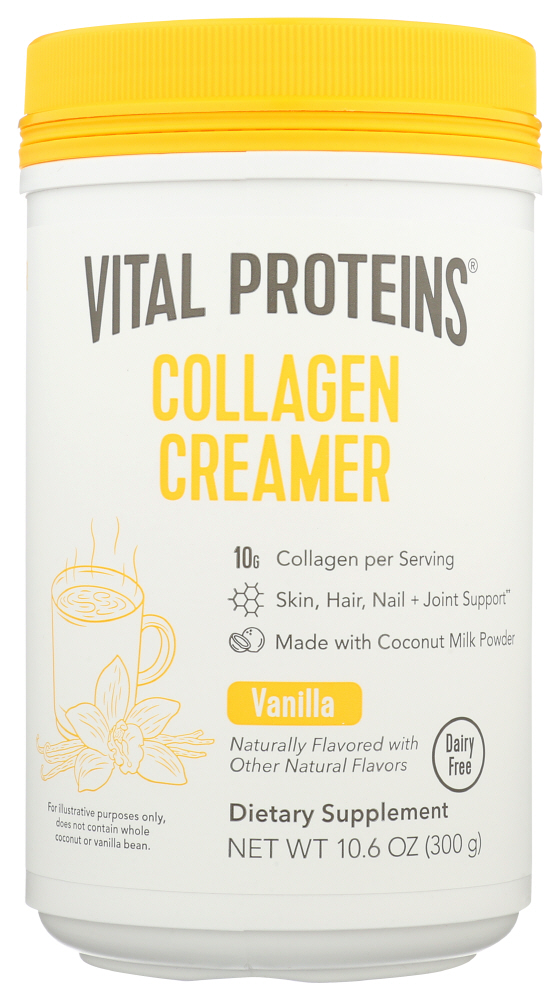 VITAL PROTEINS®
COLLAGEN
CREAMER
10G Collagen per Serving
Skin, Hair, Nail + Joint Support**
Made with Coconut Milk Powder
Vanilla
Naturally Flavored with
Other Natural Flavors
Dairy
Free
For illustrative purposes only,
does not contain whole
coconut or vanilla bean.
Dietary Supplement
NET WT 10.6 OZ (300 g)